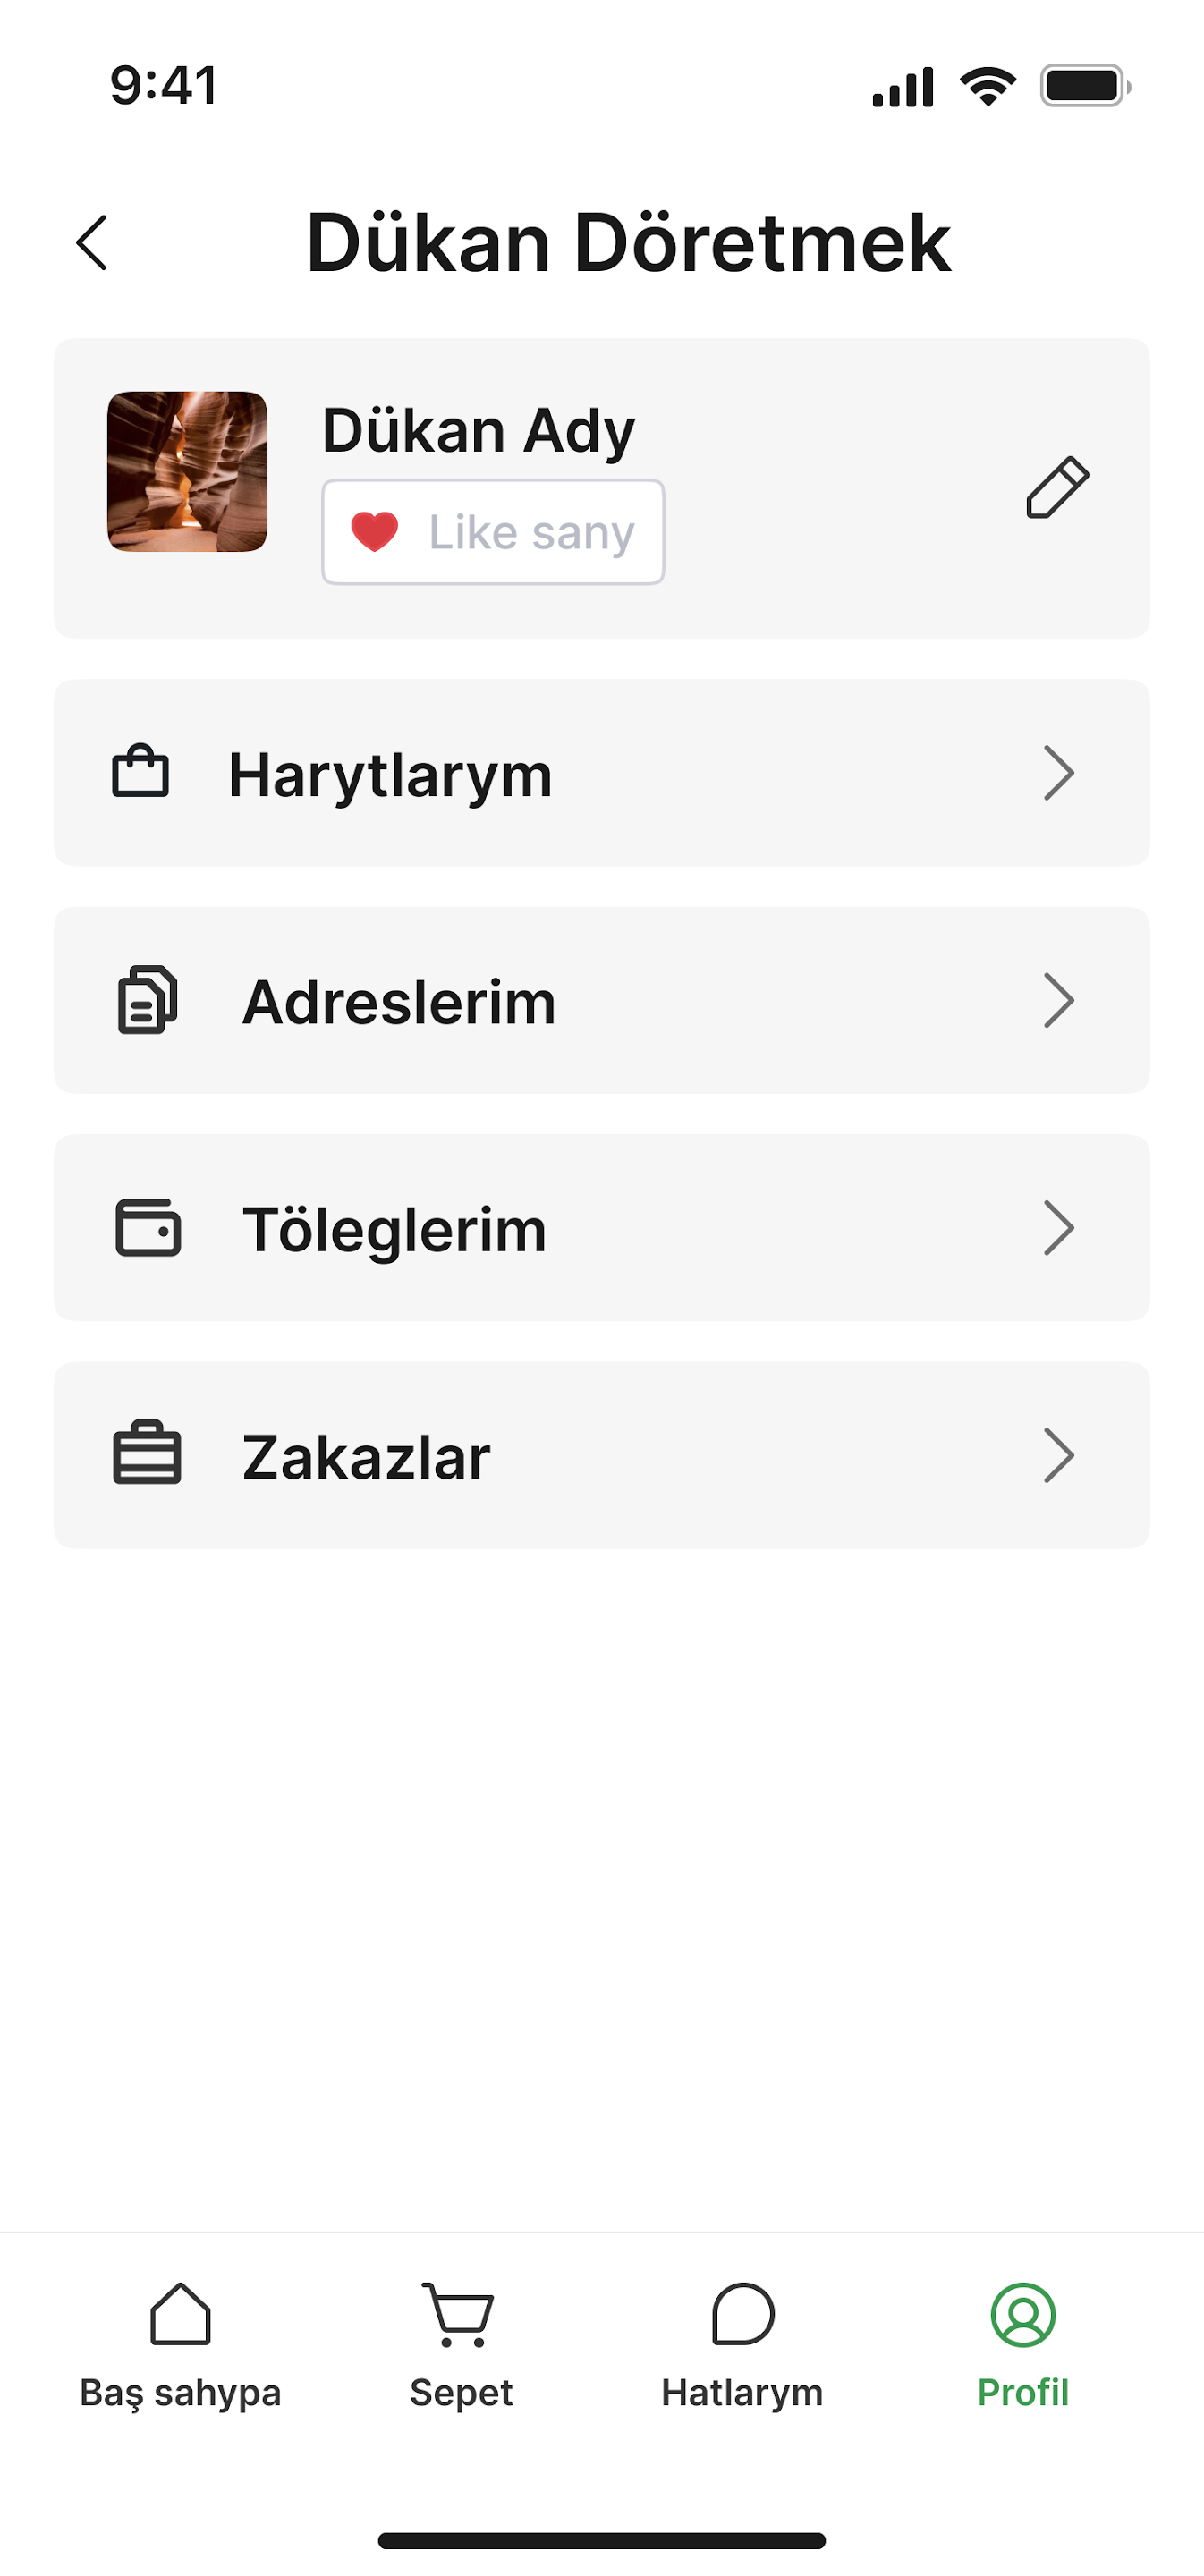 9:41
Dükan Döretmek
Dükan Ady
Like sany
Harytlarym
Adreslerim
Töleglerim
Zakazlar
Baş sahypa
Sepet
Hatlarym
Profil